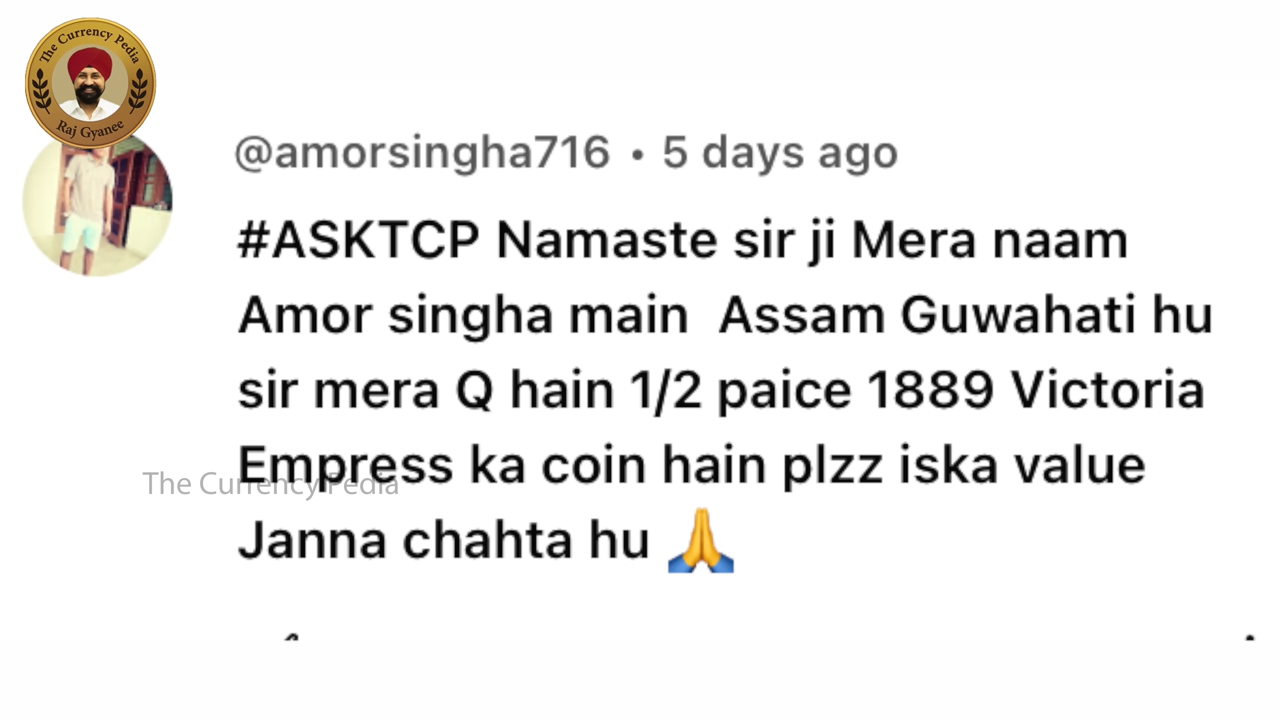 The Currency Pedia
Raj Gyanee
@amorsingha716 • 5 days ago
#ASKTCP Namaste sir ji Mera naam
Amor singha main  Assam Guwahati hu
sir mera Q hain 1/2 paice 1889 Victoria
Empress ka coin hain plzz iska value
The Currency Pedia
Janna chahta hu 🙏